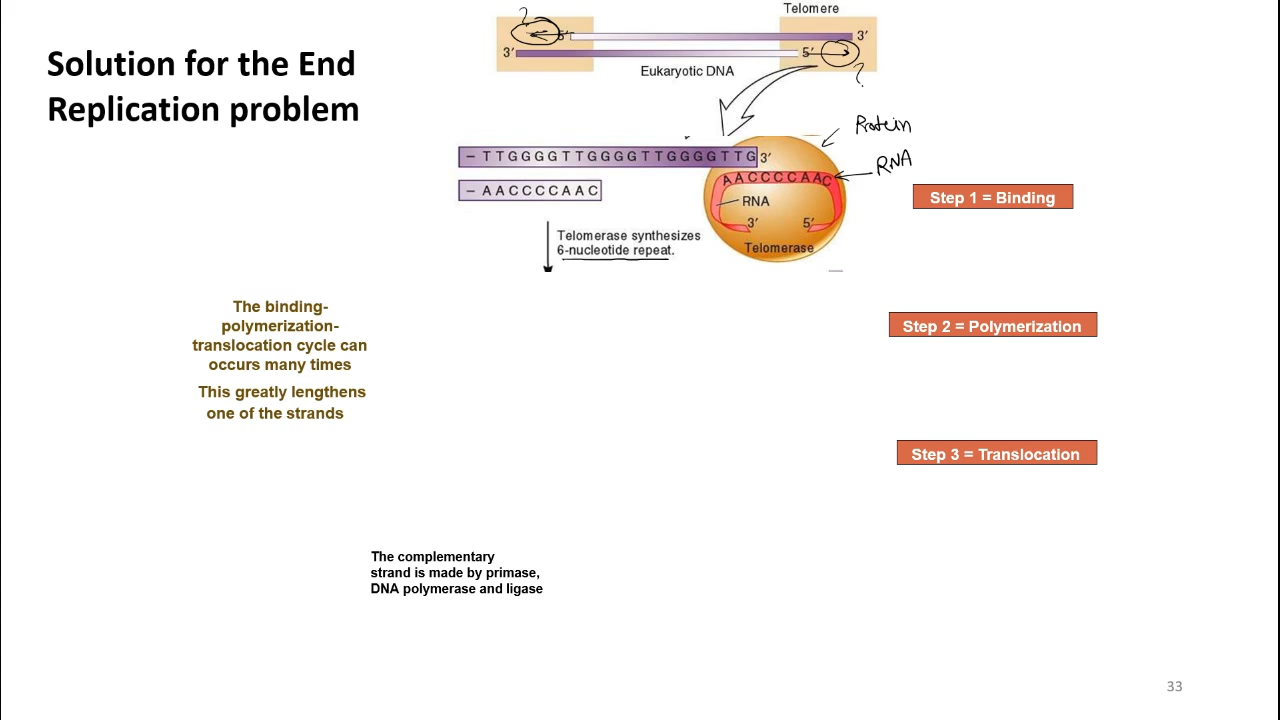 Telomere
?
5'
3'
3'
5'
Eukaryotic DNA
?
Solution for the End
Replication problem
Protein
RNA
– T T G G G G T T G G G G T T G G G G T T G 3'
A A C C C C A A C
– A A C C C C A A C
RNA
3'
5'
Telomerase
Step 1 = Binding
Telomerase synthesizes
6-nucleotide repeat.
The binding-
polymerization-
translocation cycle can
occurs many times
This greatly lengthens
one of the strands
Step 2 = Polymerization
Step 3 = Translocation
The complementary
strand is made by primase,
DNA polymerase and ligase
33